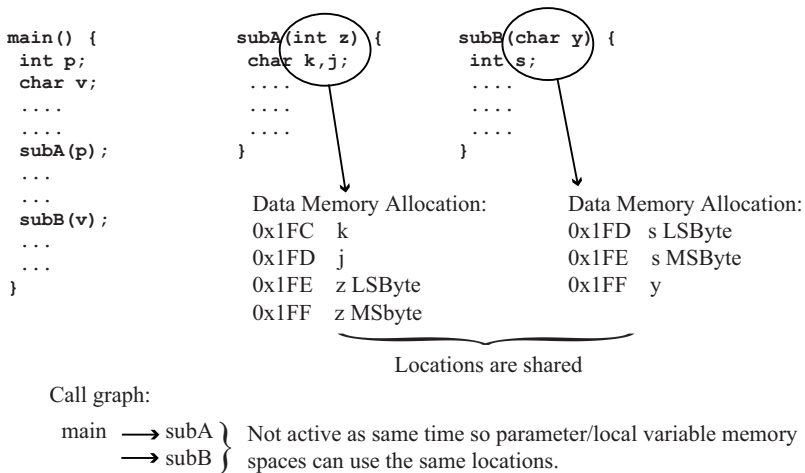 main() {
int p;
char v;
....
....
subA(p);
...
...
subB(v);
...
...
}
subA(int z) {
char k,j;
....
....
....
}
subB(char y) {
int s;
....
....
....
}
Data Memory Allocation:
0x1FC k
0x1FD j
0x1FE z LSByte
0x1FF z MSbyte
Data Memory Allocation:
0x1FD s LSByte
0x1FE s MSByte
0x1FF y
Locations are shared
Call graph:
main → subA
→ subB
Not active as same time so parameter/local variable memory
spaces can use the same locations.